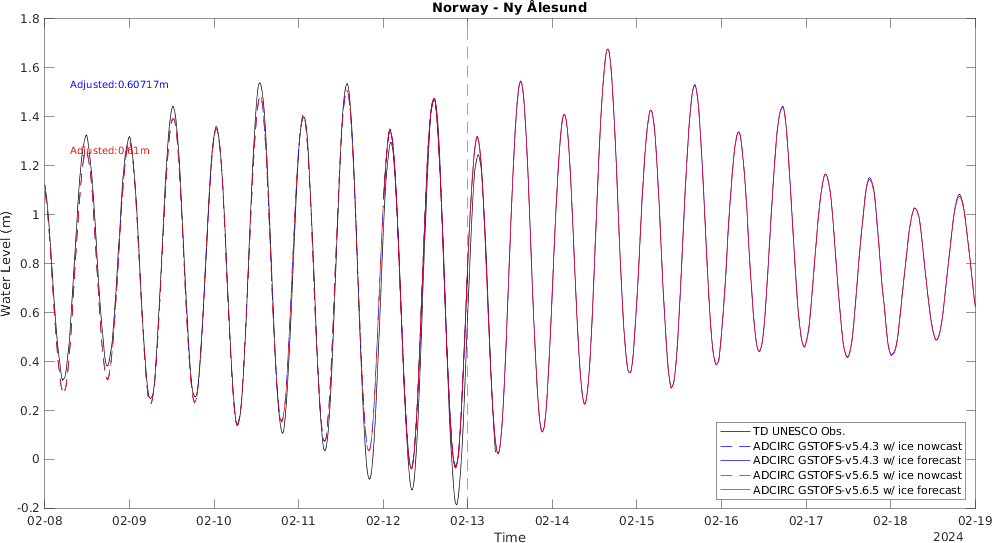 Norway - Ny Ålesund
1.8
1.6
1.4
1.2
1
0.8
0.6
0.4
0.2
0
-0.2
Water Level (m)
Adjusted:0.60717m
Adjusted:0.61m
TD UNESCO Obs.
ADCIRC GSTOFS-v5.4.3 w/ ice nowcast
ADCIRC GSTOFS-v5.4.3 w/ ice forecast
ADCIRC GSTOFS-v5.6.5 w/ ice nowcast
ADCIRC GSTOFS-v5.6.5 w/ ice forecast
02-08 02-09 02-10 02-11 02-12 02-13 02-14 02-15 02-16 02-17 02-18 02-19
Time
2024